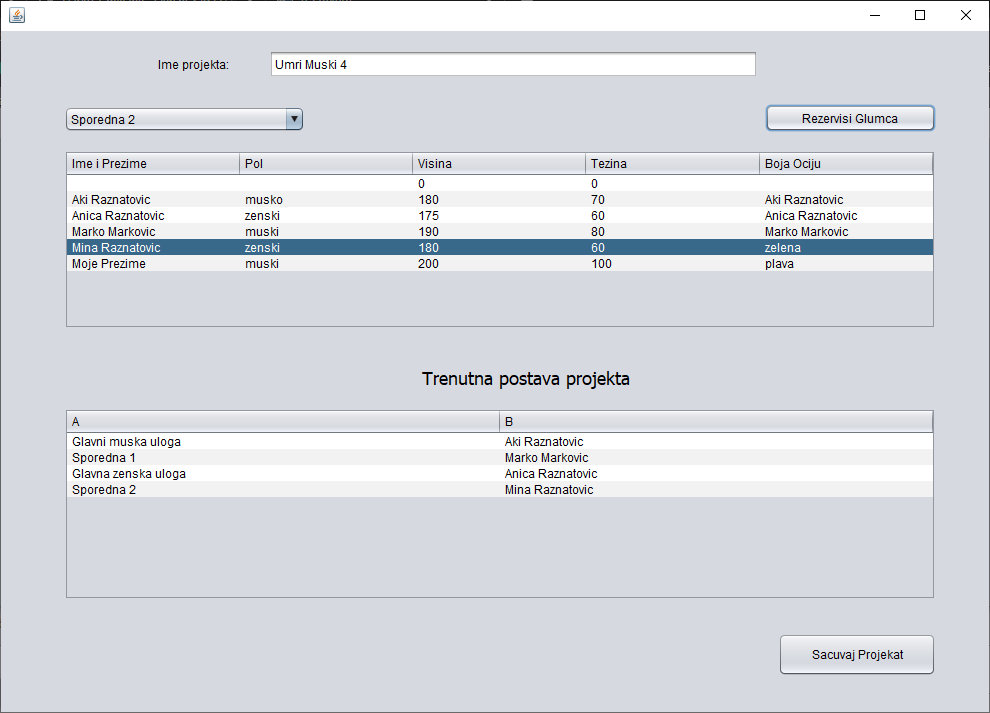 Ime projekta: Umri Muski 4
Sporedna 2 Rezervisi Glumca
Ime i Prezime Pol Visina Tezina Boja Ociju
0 0
Aki Raznatovic musko 180 70 Aki Raznatovic
Anica Raznatovic zenski 175 60 Anica Raznatovic
Marko Markovic muski 190 80 Marko Markovic
Mina Raznatovic zenski 180 60 zelena
Moje Prezime muski 200 100 plava
Trenutna postava projekta
A B
Glavni muska uloga Aki Raznatovic
Sporedna 1 Marko Markovic
Glavna zenska uloga Anica Raznatovic
Sporedna 2 Mina Raznatovic
Sacuvaj Projekat